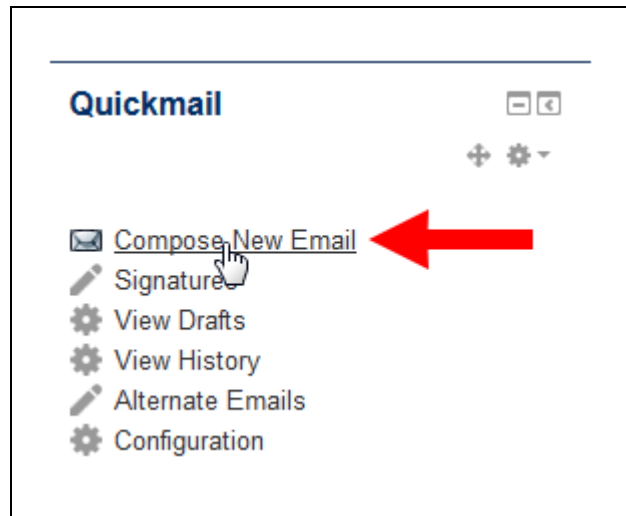 Quickmail
Compose New Email
Signatures
View Drafts
View History
Alternate Emails
Configuration